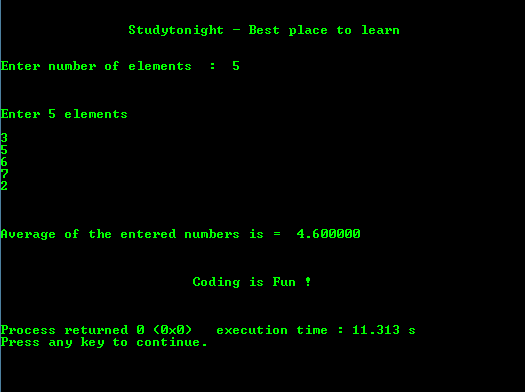 Studytonight - Best place to learn
Enter number of elements  :  5
Enter 5 elements
3
5
6
7
2
Average of the entered numbers is =  4.600000
Coding is Fun !
Process returned 0 (0x0)   execution time : 11.313 s
Press any key to continue.